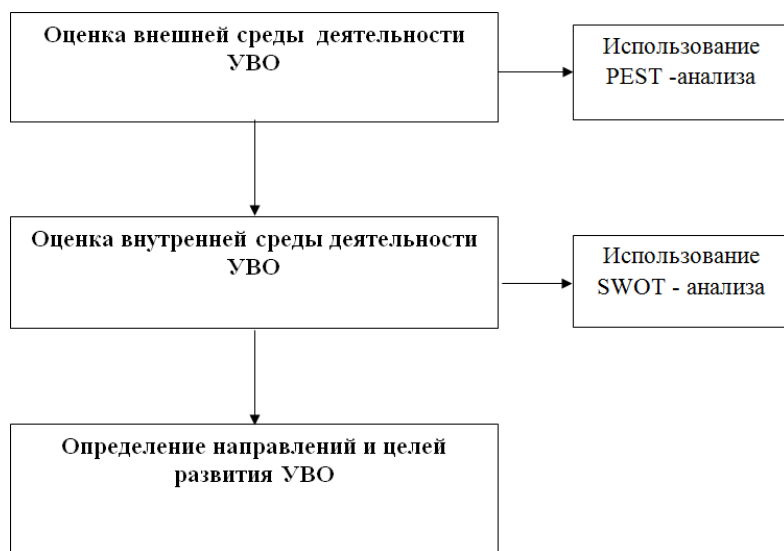 Оценка внешней среды деятельности
УВО
Использование
PEST -анализа
Оценка внутренней среды деятельности
УВО
Использование
SWOT - анализа
Определение направлений и целей
развития УВО